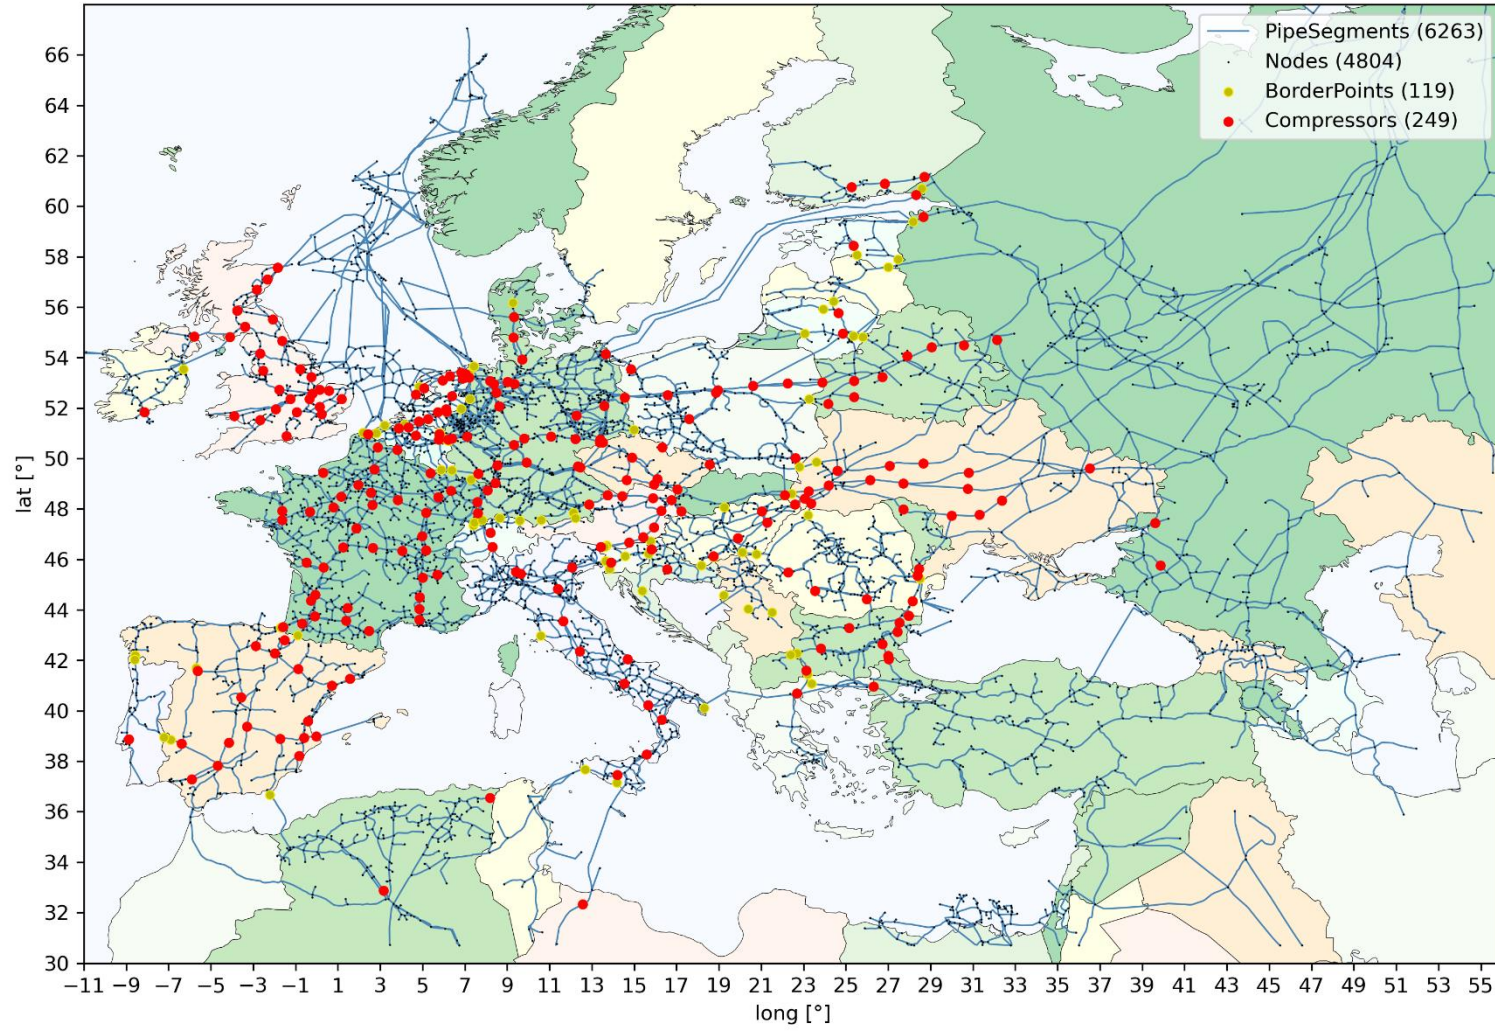 PipeSegments (6263)
Nodes (4804)
BorderPoints (119)
Compressors (249)
66
64
62
60
58
56
54
52
50
48
46
44
42
40
38
36
34
32
30
lat [°]
−11 −9 −7 −5 −3 −1 1 3 5 7 9 11 13 15 17 19 21 23 25 27 29 31 33 35 37 39 41 43 45 47 49 51 53 55
long [°]